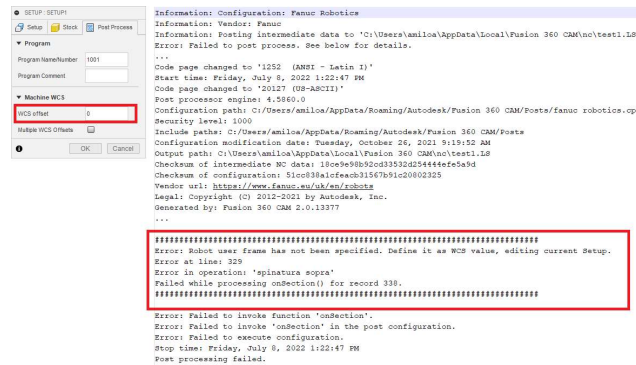 SETUP : SETUP1
Setup
Stock
Post Process
Program
Program Name/Number 1001
Program Comment
Machine WCS
WCS offset 0
Multiple WCS Offsets
OK Cancel
Information: Configuration: Fanuc Robotics
Information: Vendor: Fanuc
Information: Posting intermediate data to 'C:\Users\amiloa\AppData\Local\Fusion 360 CAM\nc\test1.LS
Error: Failed to post process. See below for details.
...
Code page changed to '1252  (ANSI - Latin I)'
Start time: Friday, July 8, 2022 1:22:47 PM
Code page changed to '20127 (US-ASCII)'
Post processor engine: 4.5860.0
Configuration path: C:/Users/amiloa/AppData/Roaming/Autodesk/Fusion 360 CAM/Posts/fanuc robotics.cp
Security level: 1000
Include paths: C:/Users/amiloa/AppData/Roaming/Autodesk/Fusion 360 CAM/Posts
Configuration modification date: Tuesday, October 26, 2021 9:19:52 AM
Output path: C:\Users\amiloa\AppData\Local\Fusion 360 CAM\nc\test1.LS
Checksum of intermediate NC data: 18ce9e98b92cd33532d254444efe5a9d
Checksum of configuration: 51cc838a1cfeacb31567b91c20802325
Vendor url: https://www.fanuc.eu/uk/en/robots
Legal: Copyright (C) 2012-2021 by Autodesk, Inc.
Generated by: Fusion 360 CAM 2.0.13377
...
###############################################################################
Error: Robot user frame has not been specified. Define it as WCS value, editing current Setup.
Error at line: 329
Error in operation: 'spinatura sopra'
Failed while processing onSection() for record 338.
###############################################################################
Error: Failed to invoke function 'onSection'.
Error: Failed to invoke 'onSection' in the post configuration.
Error: Failed to execute configuration.
Stop time: Friday, July 8, 2022 1:22:47 PM
Post processing failed.